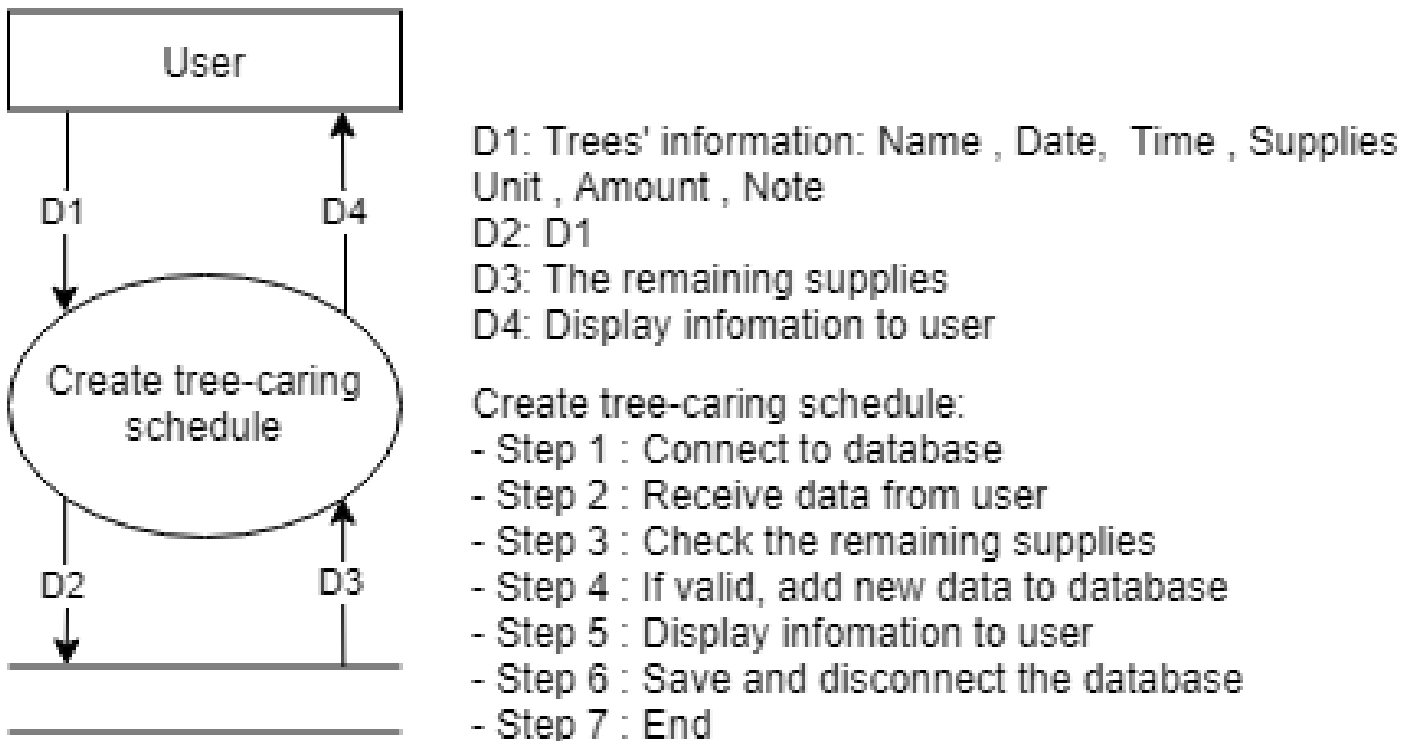 User
D1
D4
Create tree-caring
schedule
D2
D3
D1: Trees' information: Name , Date, Time , Supplies
Unit , Amount , Note
D2: D1
D3: The remaining supplies
D4: Display infomation to user
Create tree-caring schedule:
- Step 1 : Connect to database
- Step 2 : Receive data from user
- Step 3 : Check the remaining supplies
- Step 4 : If valid, add new data to database
- Step 5 : Display infomation to user
- Step 6 : Save and disconnect the database
- Step 7 : End